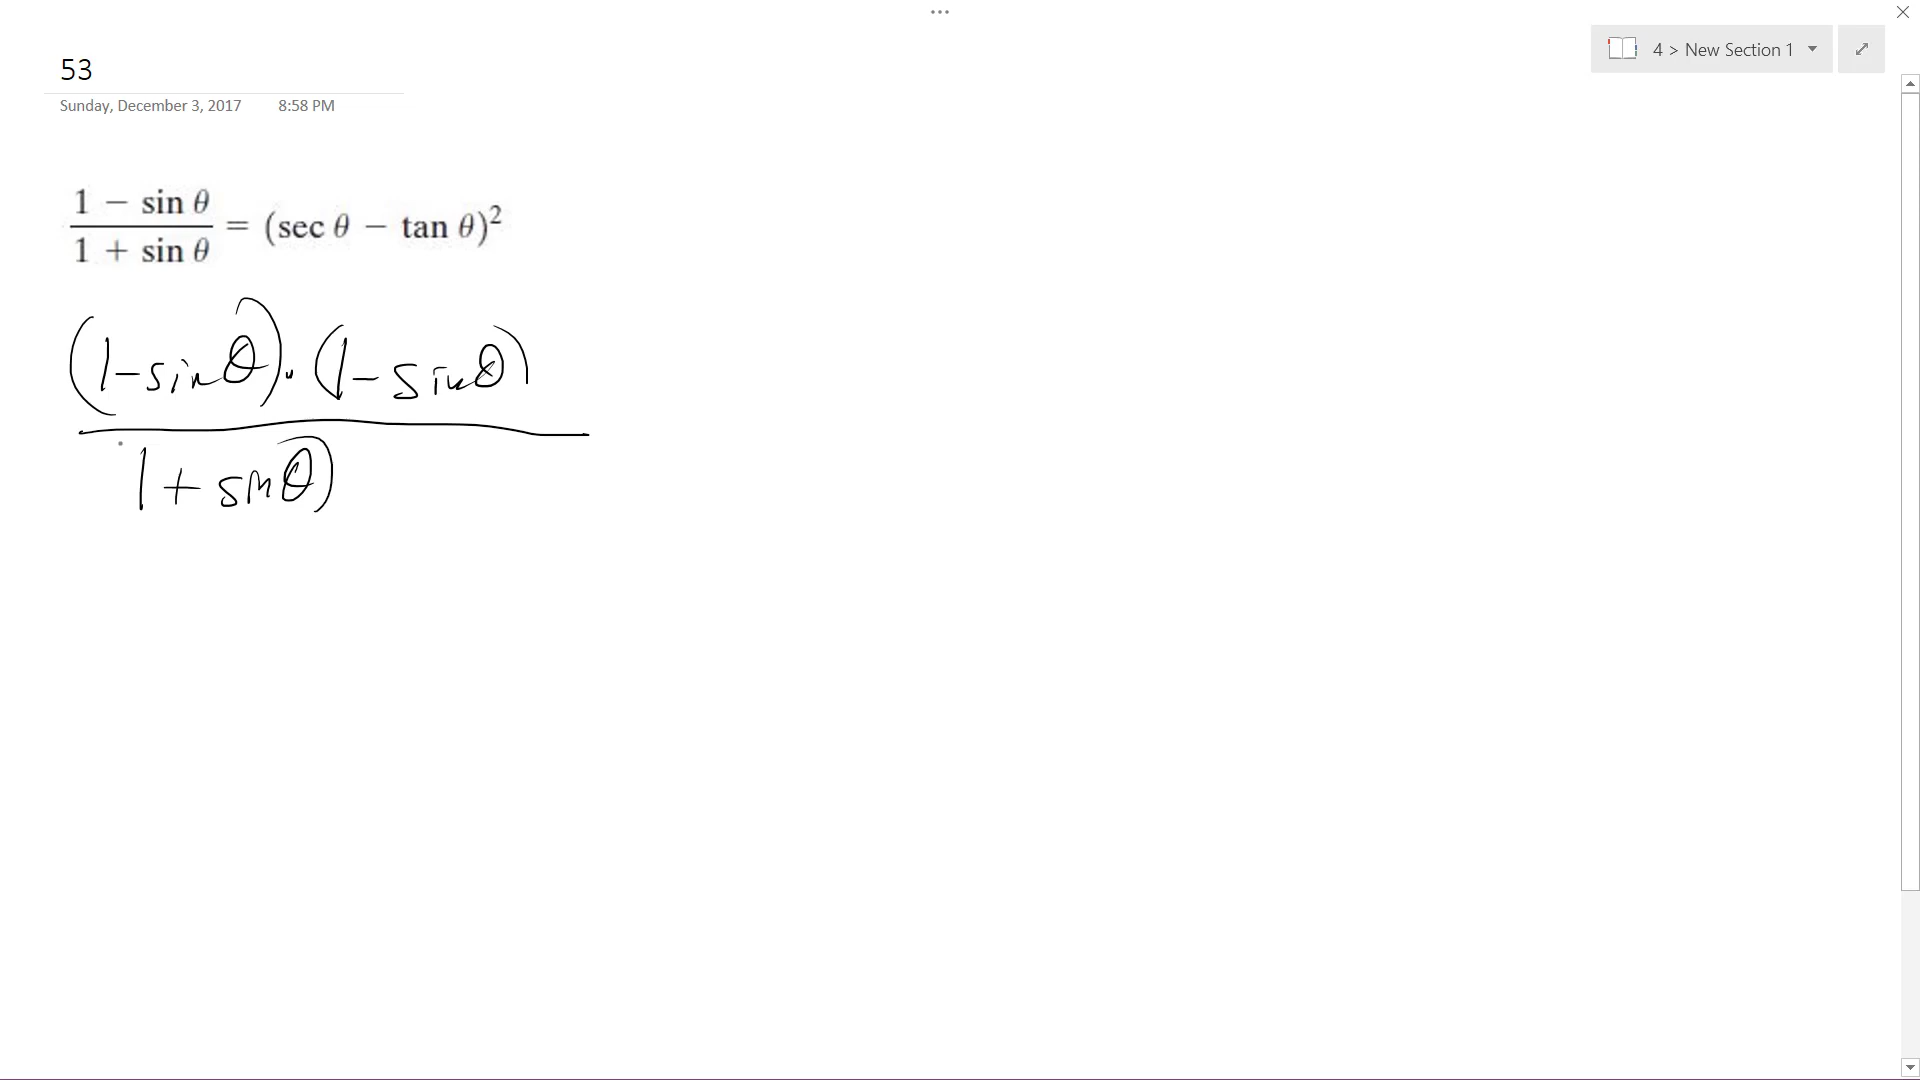 ...
4 > New Section 1
53
Sunday, December 3, 2017 8:58 PM
1 − sin θ
1 + sin θ
= (sec θ − tan θ)²
(1-sinθ)·(1-sinθ)
1+sinθ)